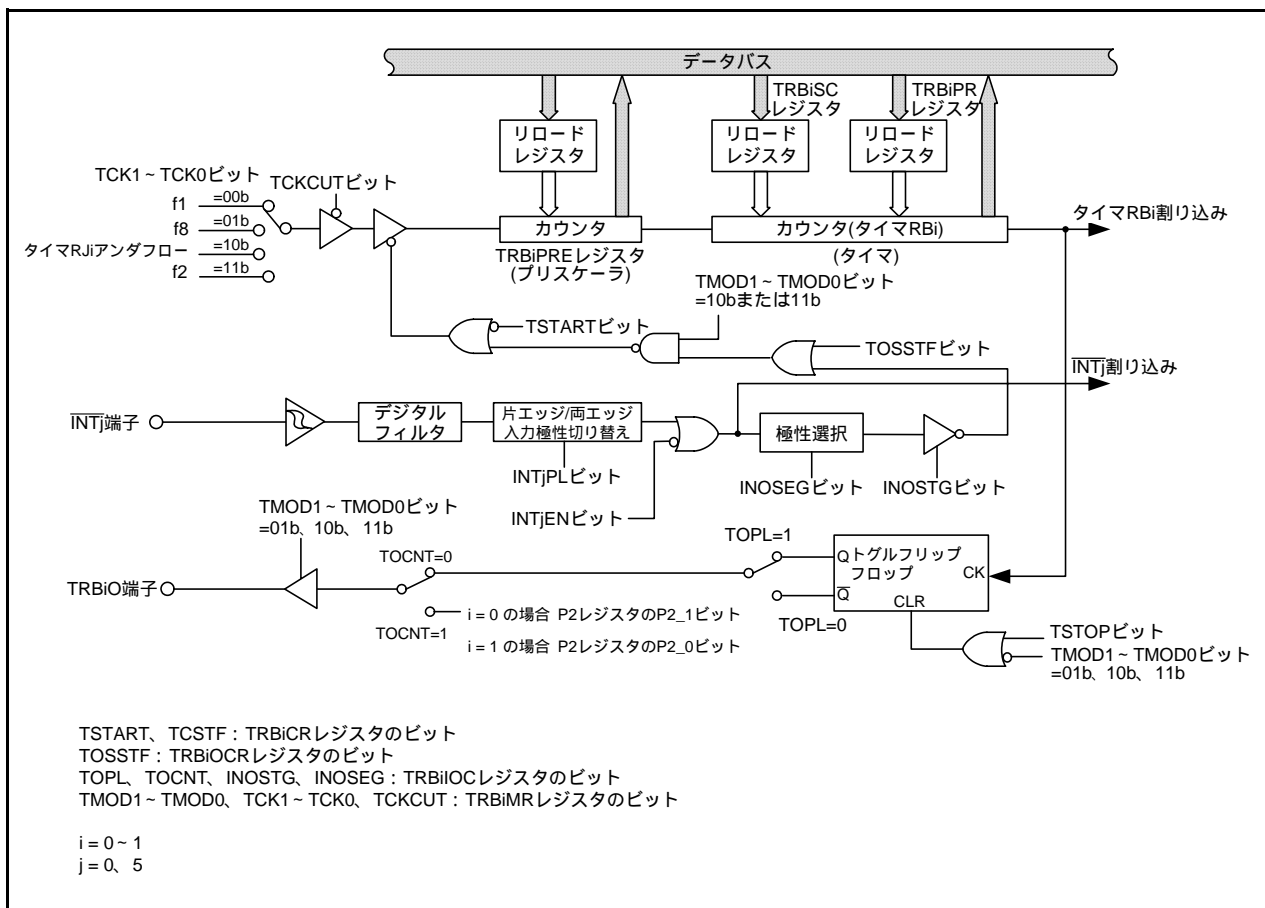 データバス
TRBiSC
レジスタ
TRBiPR
レジスタ
リロード
レジスタ
リロード
レジスタ
リロード
レジスタ
TCK1～TCK0ビット
TCKCUTビット
f1
=00b
f8
=01b
タイマRJiアンダフロー
=10b
f2
=11b
カウンタ
TRBiPREレジスタ
(プリスケーラ)
カウンタ(タイマRBi)
(タイマ)
タイマRBi割り込み
TMOD1～TMOD0ビット
=10bまたは11b
TSTARTビット
TOSSTFビット
INTj割り込み
INTj端子
デジタル
フィルタ
片エッジ/両エッジ
入力極性切り替え
極性選択
INTjPLビット
INOSEGビット
INOSTGビット
INTjENビット
TMOD1～TMOD0ビット
=01b、10b、11b
TOCNT=0
TOPL=1
Q
トグルフリップ
フロップ
CK
Q
CLR
TRBiO端子
TOCNT=1
i = 0 の場合 P2レジスタのP2_1ビット
i = 1 の場合 P2レジスタのP2_0ビット
TOPL=0
TSTOPビット
TMOD1～TMOD0ビット
=01b、10b、11b
TSTART、TCSTF：TRBiCRレジスタのビット
TOSSTF：TRBiOCRレジスタのビット
TOPL、TOCNT、INOSTG、INOSEG：TRBiIOCレジスタのビット
TMOD1～TMOD0、TCK1～TCK0、TCKCUT：TRBiMRレジスタのビット
i = 0～1
j = 0、5